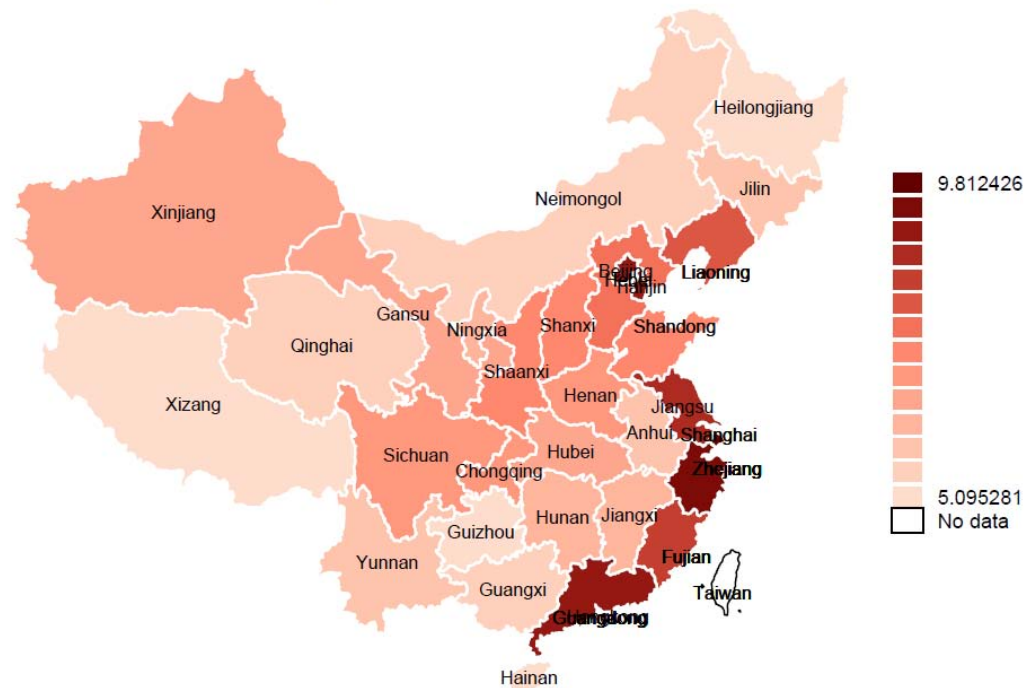 Heilongjiang
Jilin
Neimongol
Xinjiang
Liaoning
Beijing
Hebei
Gansu
Ningxia
Shanxi
Shandong
Qinghai
Shaanxi
Xizang
Henan
Jiangsu
Anhui
Shanghai
Sichuan
Hubei
Chongqing
Zhejiang
Guizhou
Hunan
Jiangxi
Yunnan
Fujian
Guangxi
Taiwan
Hainan
9.812426
5.095281
No data